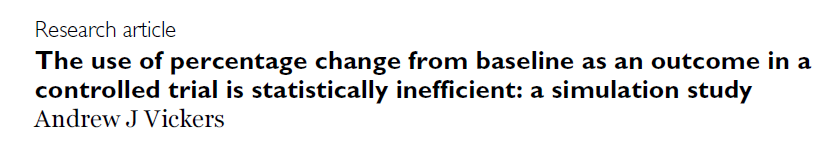 Research article
The use of percentage change from baseline as an outcome in a
controlled trial is statistically inefficient: a simulation study
Andrew J Vickers